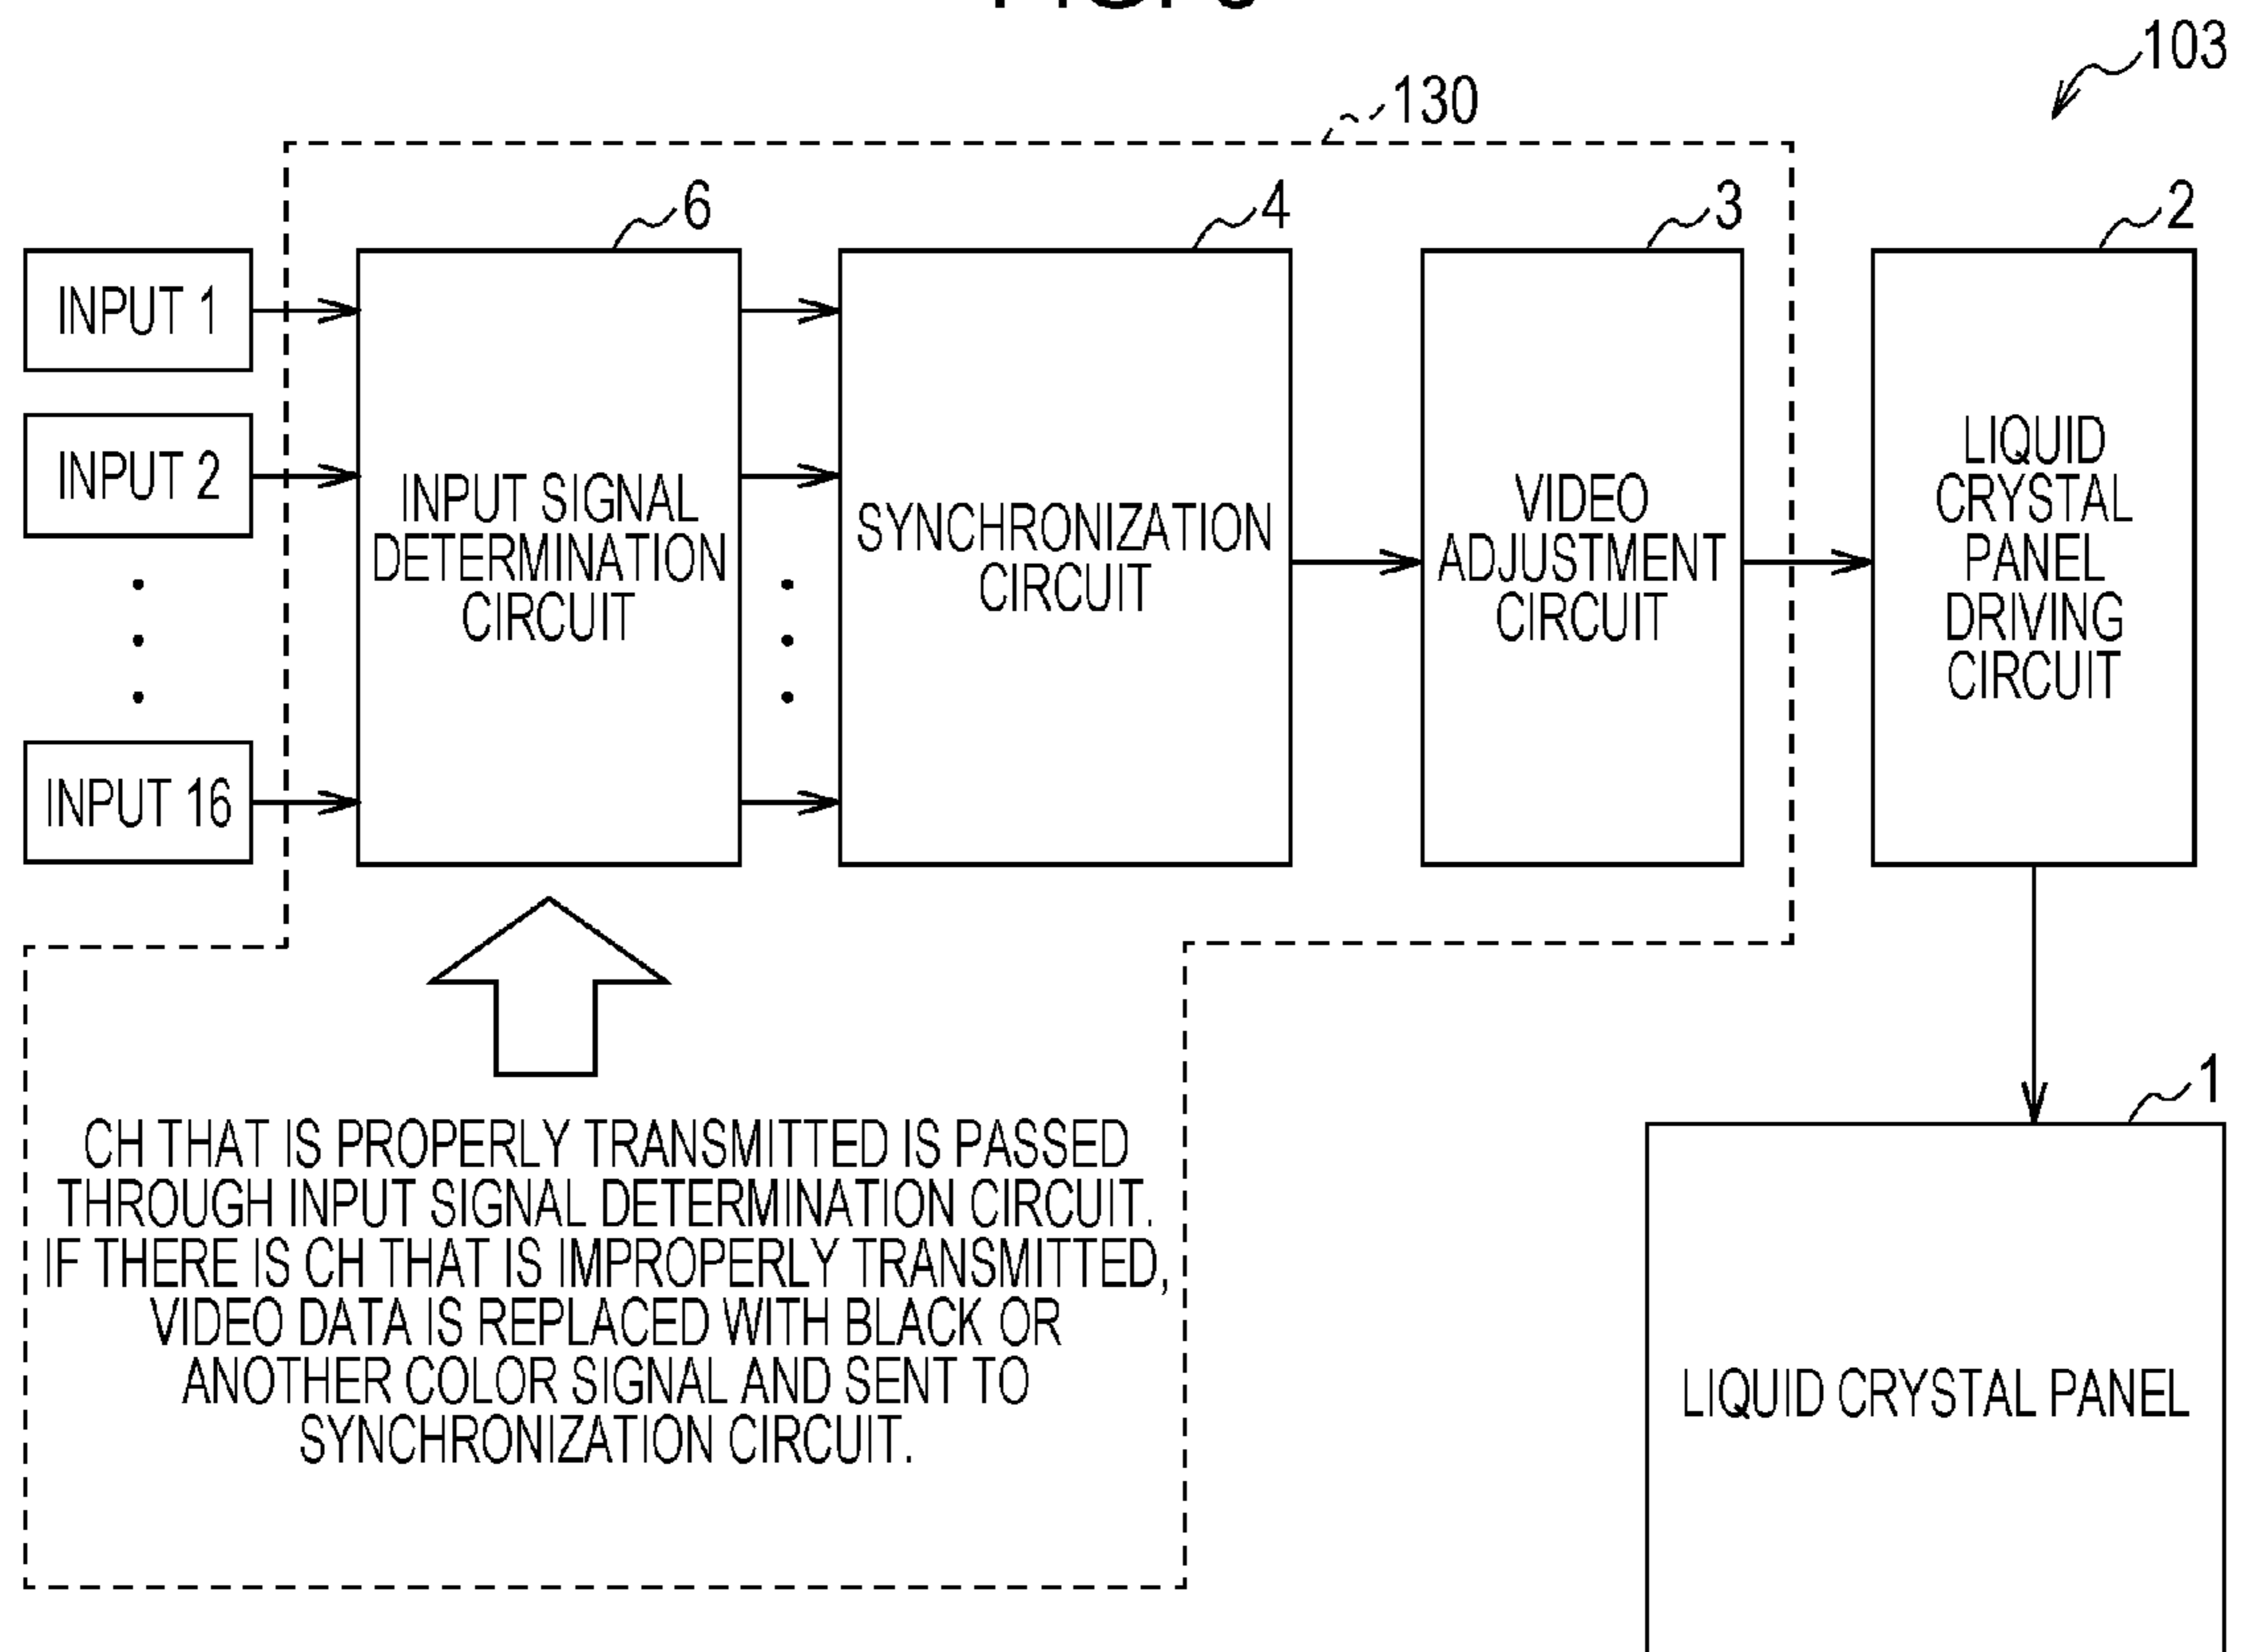 103
130
6
4
3
2
INPUT 1
INPUT 2
INPUT 16
INPUT SIGNAL
DETERMINATION
CIRCUIT
SYNCHRONIZATION
CIRCUIT
VIDEO
ADJUSTMENT
CIRCUIT
LIQUID
CRYSTAL
PANEL
DRIVING
CIRCUIT
CH THAT IS PROPERLY TRANSMITTED IS PASSED
THROUGH INPUT SIGNAL DETERMINATION CIRCUIT.
IF THERE IS CH THAT IS IMPROPERLY TRANSMITTED,
VIDEO DATA IS REPLACED WITH BLACK OR
ANOTHER COLOR SIGNAL AND SENT TO
SYNCHRONIZATION CIRCUIT.
1
LIQUID CRYSTAL PANEL